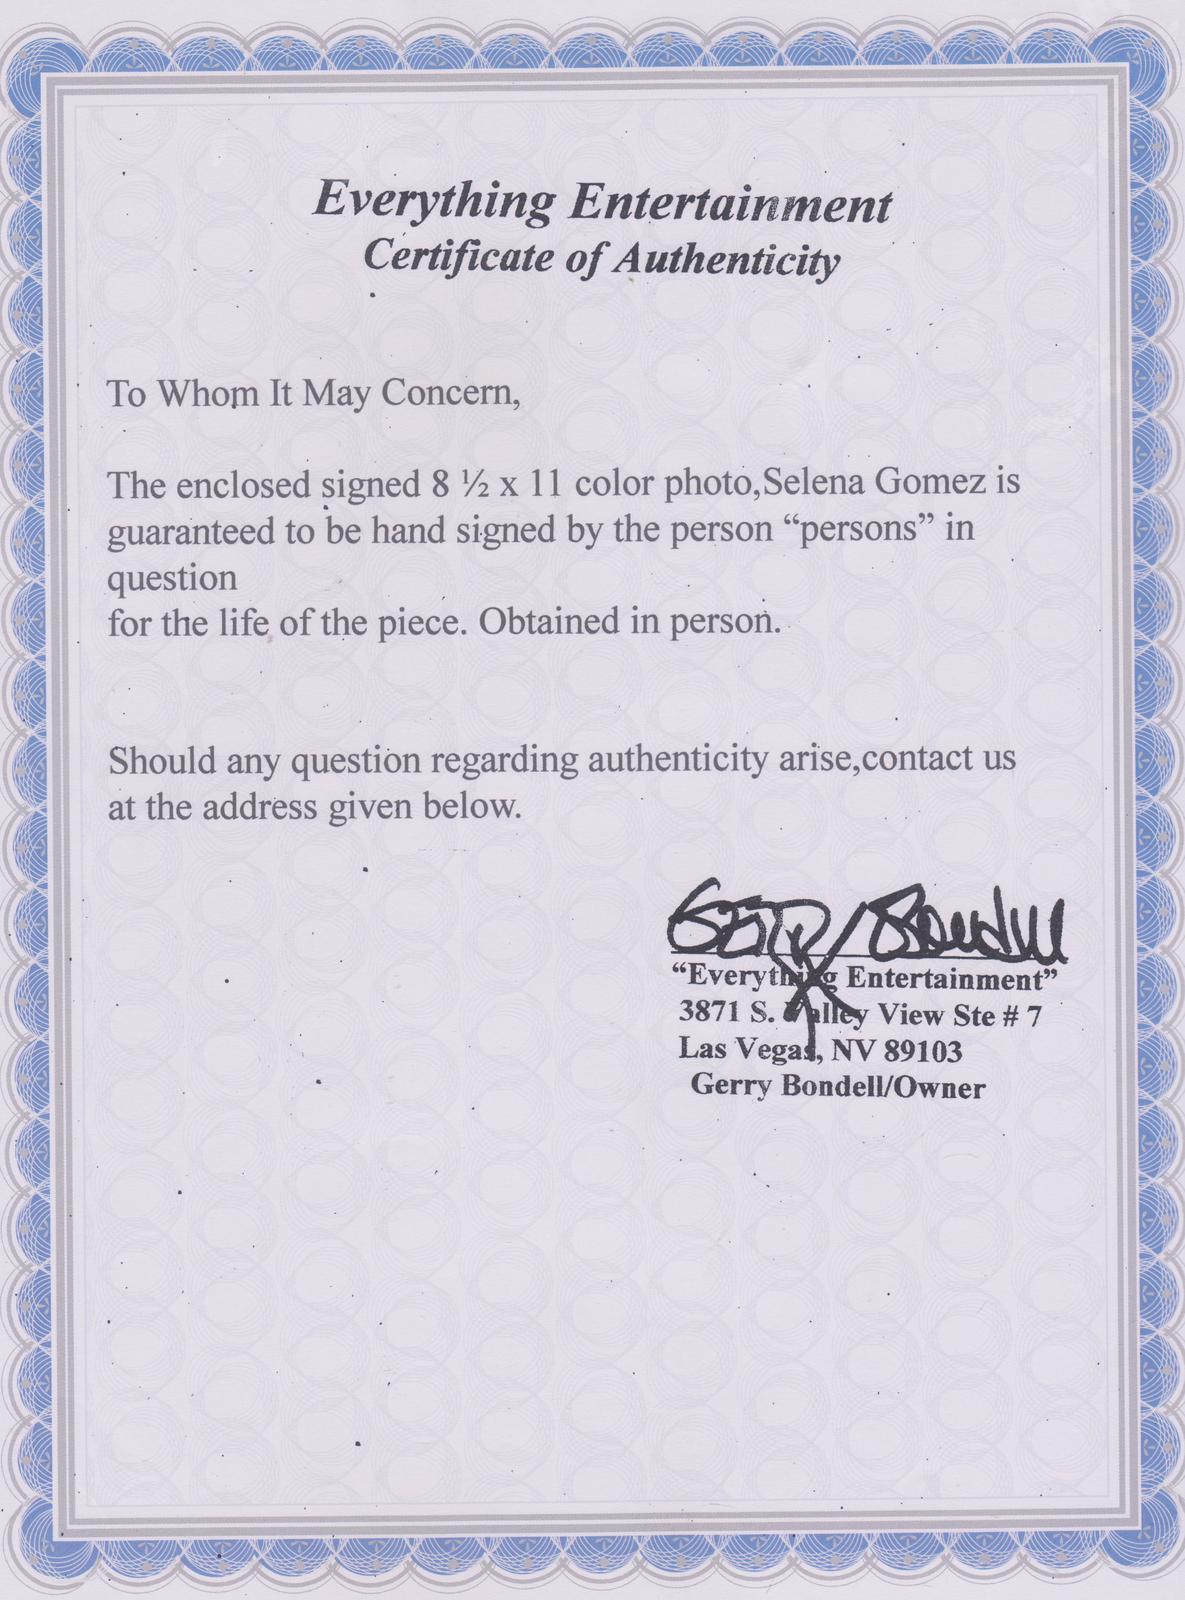 Everything Entertainment
Certificate of Authenticity
To Whom It May Concern,
The enclosed signed 8 ½ x 11 color photo,Selena Gomez is
guaranteed to be hand signed by the person “persons” in
question
for the life of the piece. Obtained in person.
Should any question regarding authenticity arise,contact us
at the address given below.
Gerry Bondell
“Everything Entertainment”
3871 S. Valley View Ste # 7
Las Vegas, NV 89103
Gerry Bondell/Owner